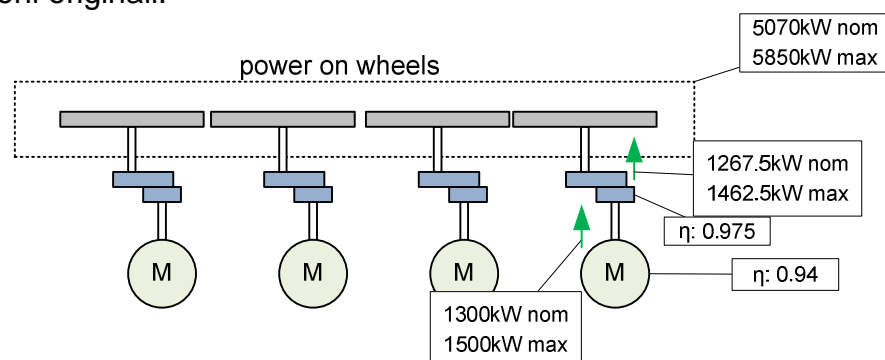 5070kW nom
5850kW max
power on wheels
1267.5kW nom
1462.5kW max
η: 0.975
M
M
M
M
η: 0.94
1300kW nom
1500kW max